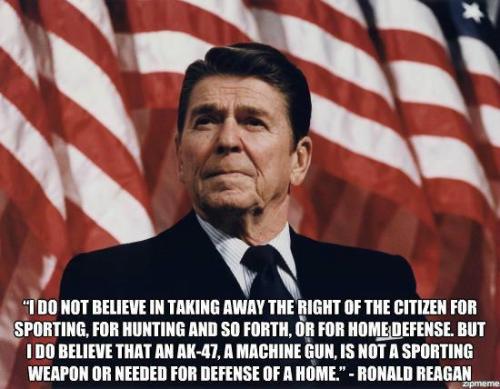 “I DO NOT BELIEVE IN TAKING AWAY THE RIGHT OF THE CITIZEN FOR
SPORTING, FOR HUNTING AND SO FORTH, OR FOR HOME DEFENSE. BUT
I DO BELIEVE THAT AN AK-47, A MACHINE GUN, IS NOT A SPORTING
WEAPON OR NEEDED FOR DEFENSE OF A HOME.” - RONALD REAGAN
zipmeme